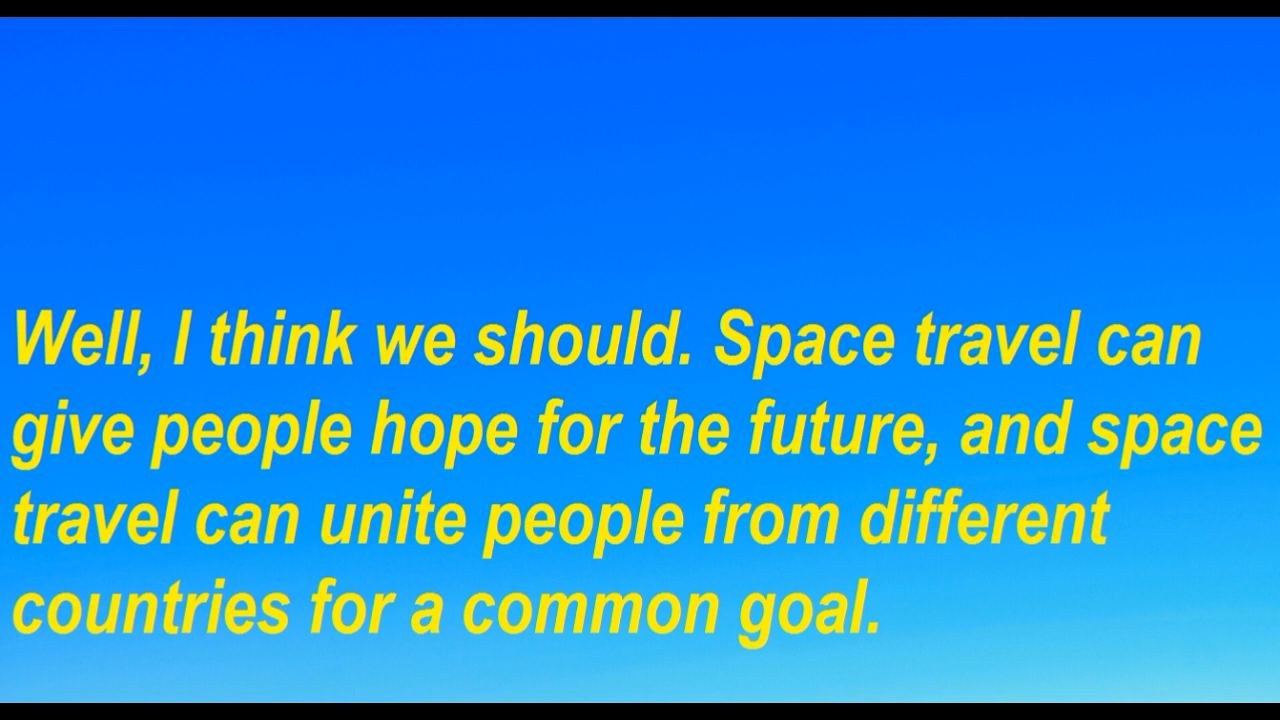 Well, I think we should. Space travel can
give people hope for the future, and space
travel can unite people from different
countries for a common goal.